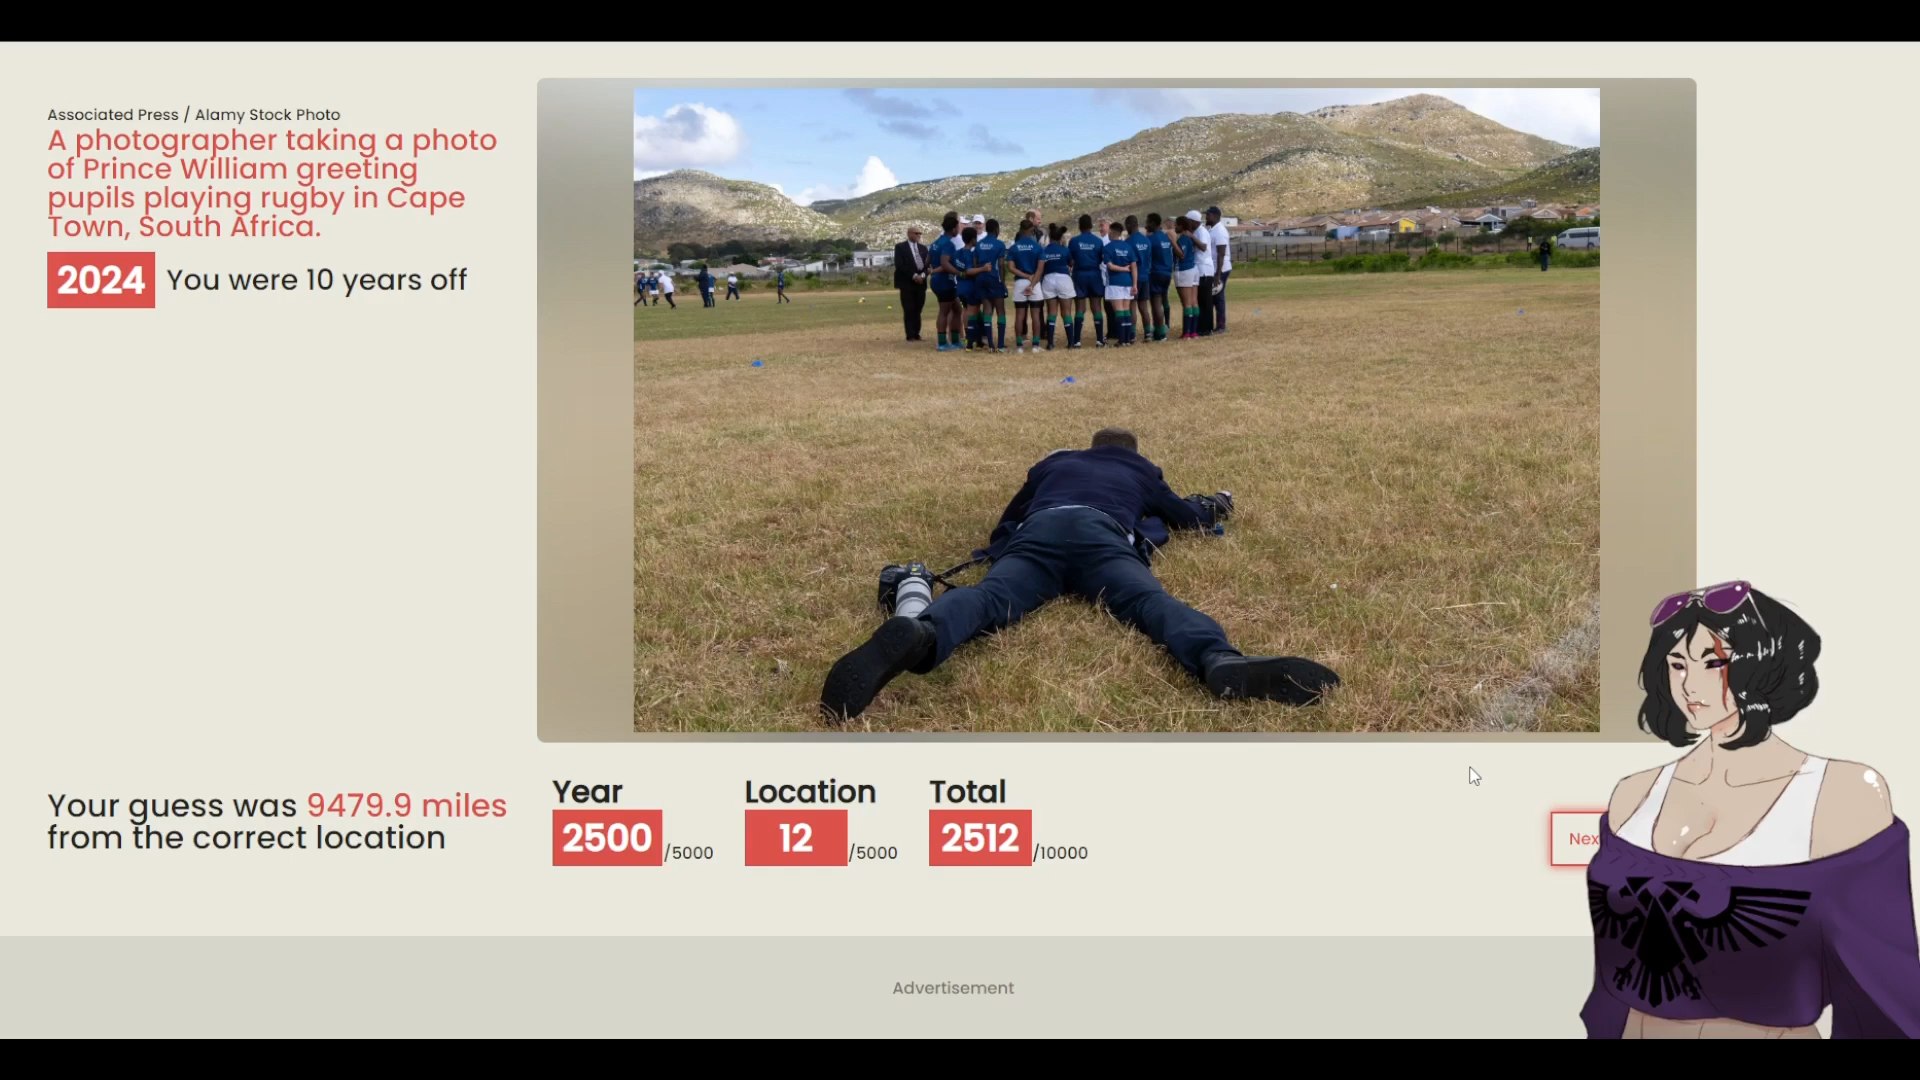 Associated Press / Alamy Stock Photo
A photographer taking a photo
of Prince William greeting
pupils playing rugby in Cape
Town, South Africa.
2024 You were 10 years off
Your guess was 9479.9 miles
from the correct location
Year
2500/5000
Location
12/5000
Total
2512/10000
Advertisement